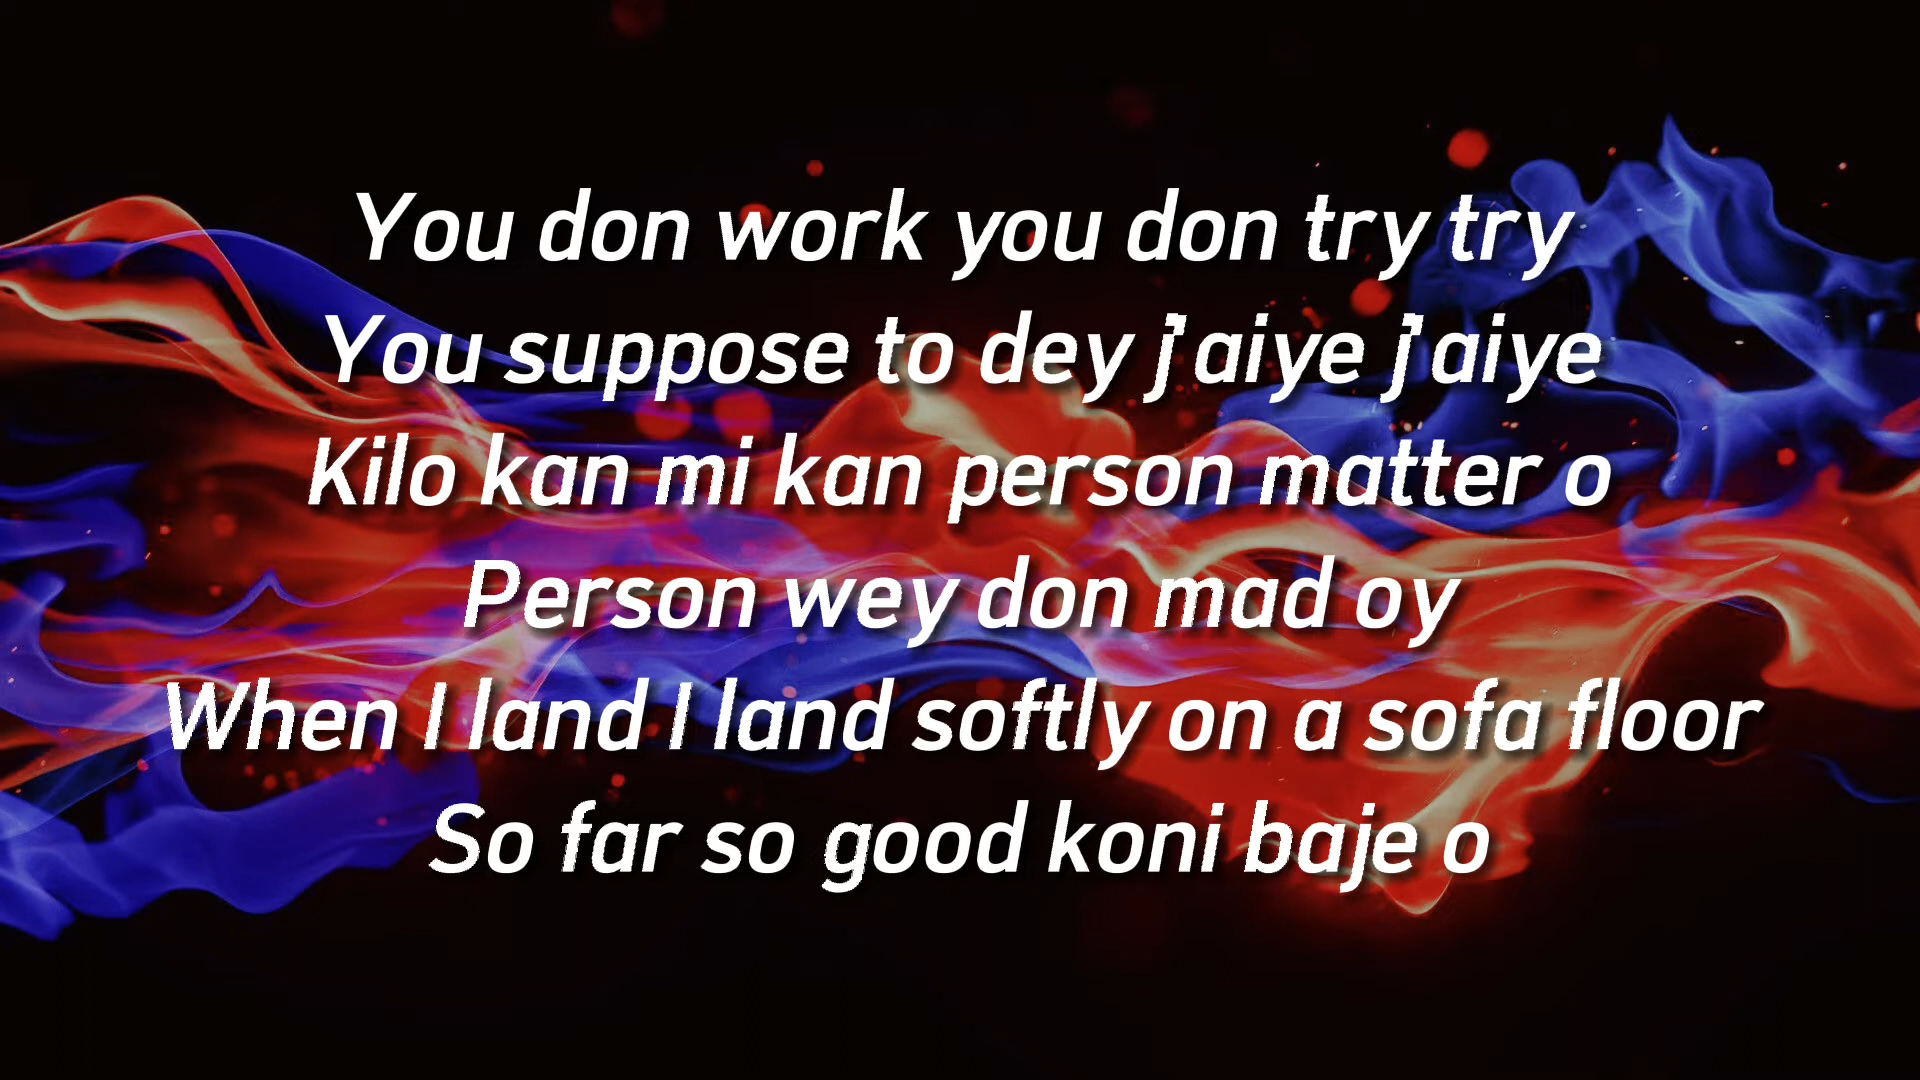 You don work you don try try
You suppose to dey j'aiye j'aiye
Kilo kan mi kan person matter o
Person wey don mad oy
When I land I land softly on a sofa floor
So far so good koni baje o